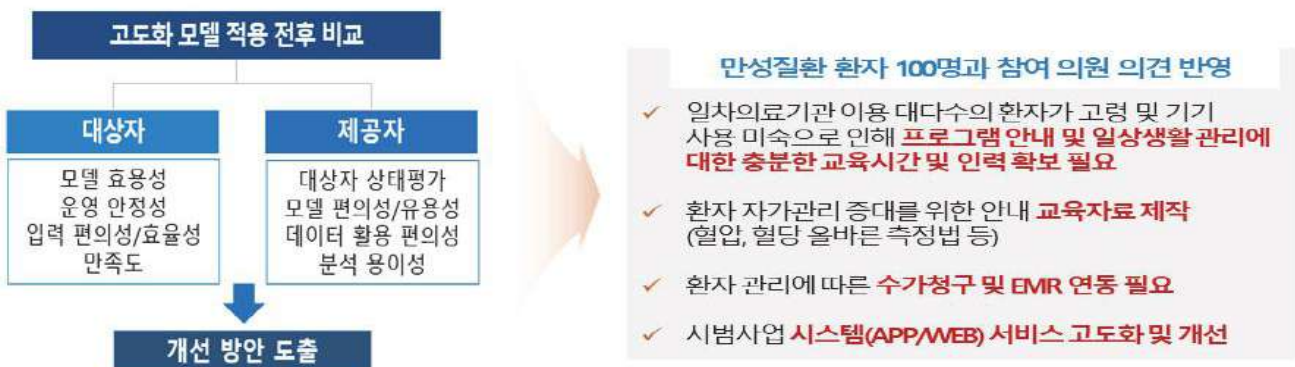 고도화 모델 적용 전후 비교
대상자
모델 효용성
운영 안정성
입력 편의성/효율성
만족도
제공자
대상자 상태평가
모델 편의성/유용성
데이터 활용 편의성
분석 용이성
개선 방안 도출
만성질환 환자 100명과 참여 의원 의견 반영
✓ 일차의료기관 이용 대다수의 환자가 고령 및 기기
사용 미숙으로 인해 프로그램 안내 및 일상생활 관리에
대한 충분한 교육시간 및 인력 확보 필요
✓ 환자 자가관리 증대를 위한 안내 교육자료 제작
(혈압, 혈당 올바른 측정법 등)
✓ 환자 관리에 따른 수가청구 및 EMR 연동 필요
✓ 시범사업 시스템(APP/WEB) 서비스 고도화 및 개선